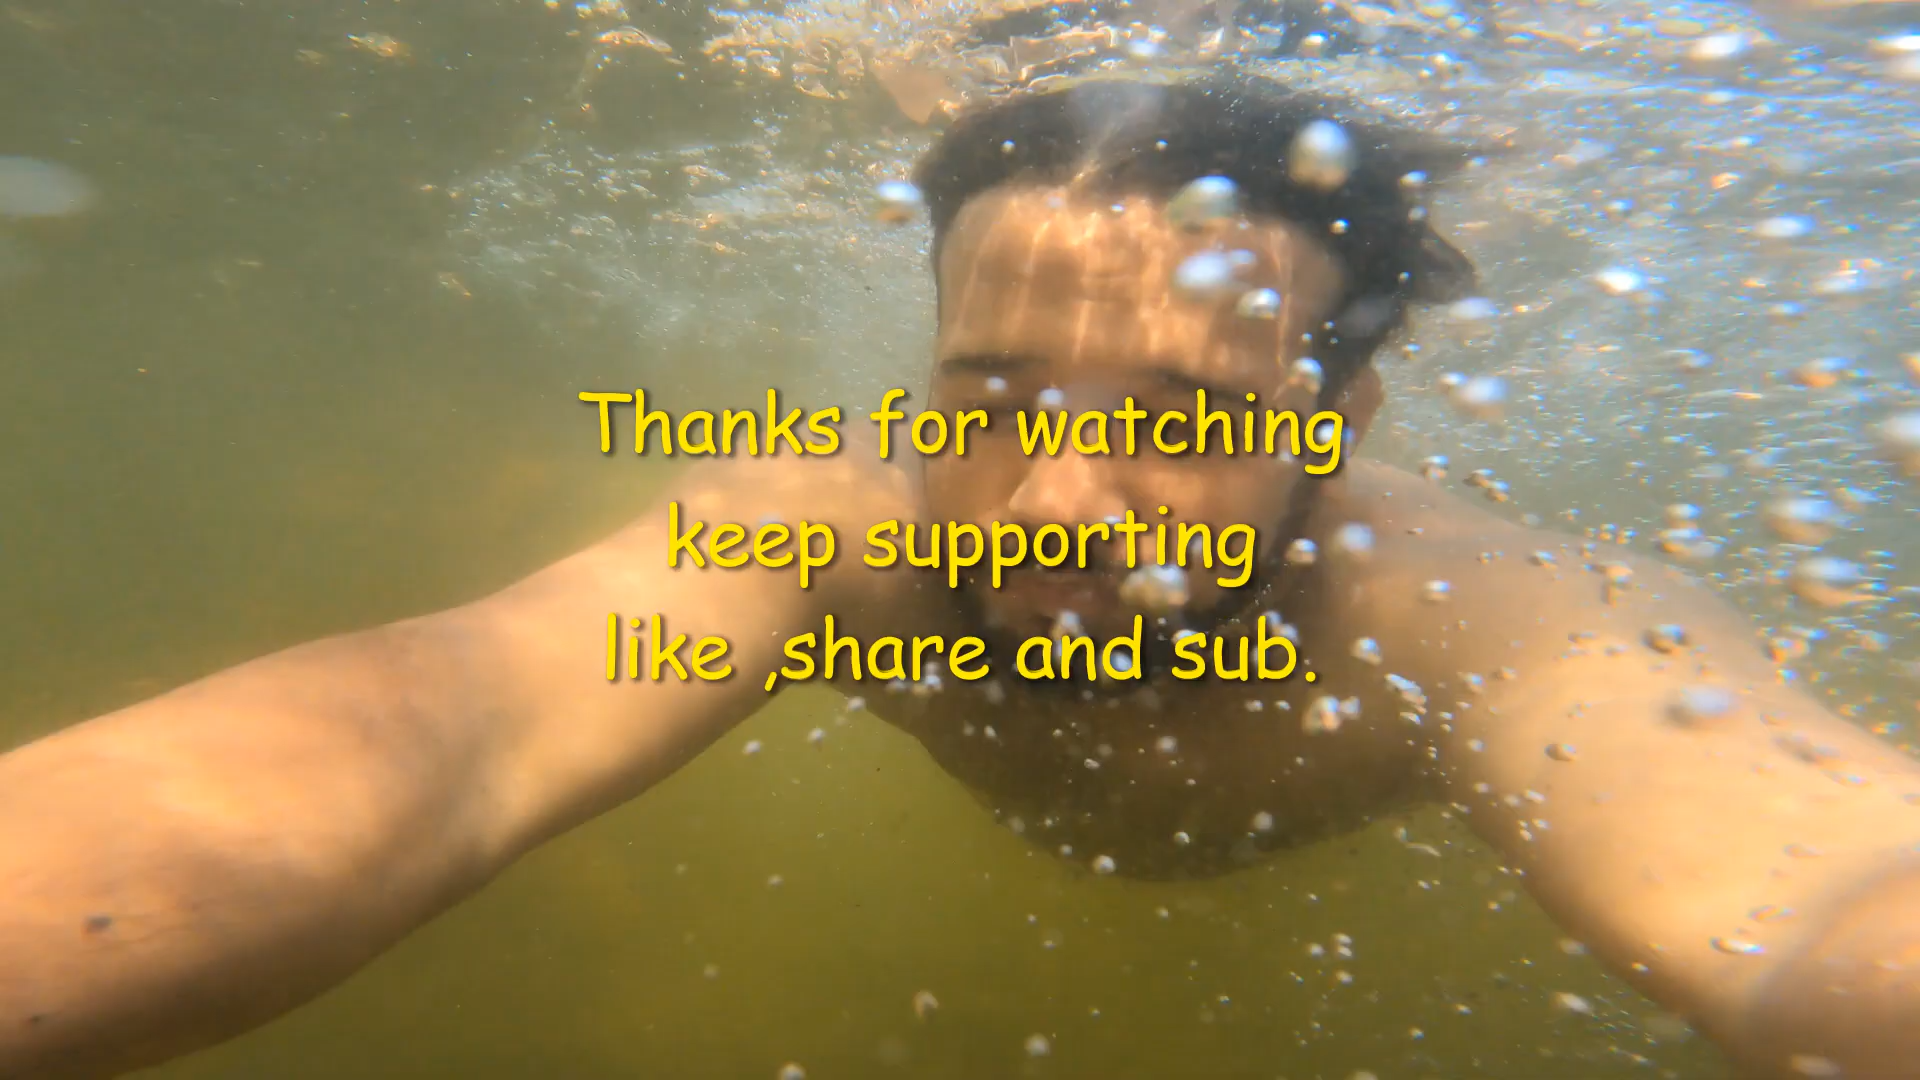 Thanks for watching
keep supporting
like ,share and sub.